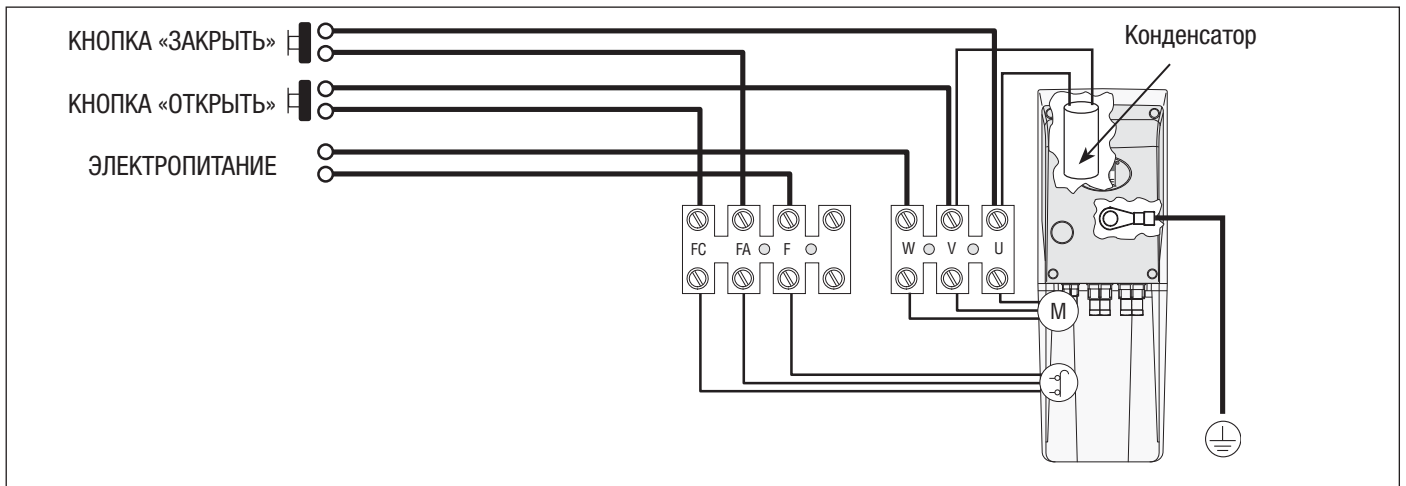 КНОПКА «ЗАКРЫТЬ»
Конденсатор
КНОПКА «ОТКРЫТЬ»
ЭЛЕКТРОПИТАНИЕ
FC FA F W V U
M